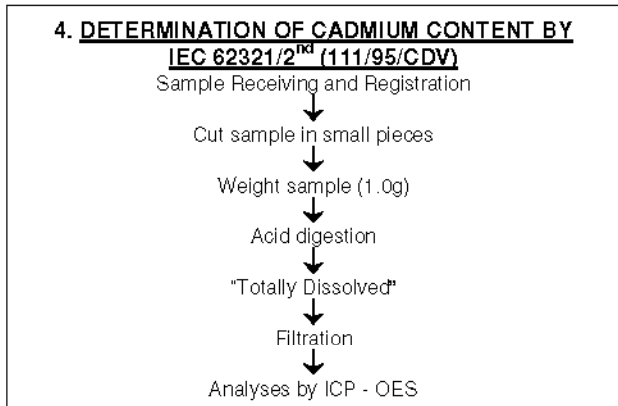 4. DETERMINATION OF CADMIUM CONTENT BY
IEC 62321/2nd (111/95/CDV)
Sample Receiving and Registration
Cut sample in small pieces
Weight sample (1.0g)
Acid digestion
"Totally Dissolved"
Filtration
Analyses by ICP - OES